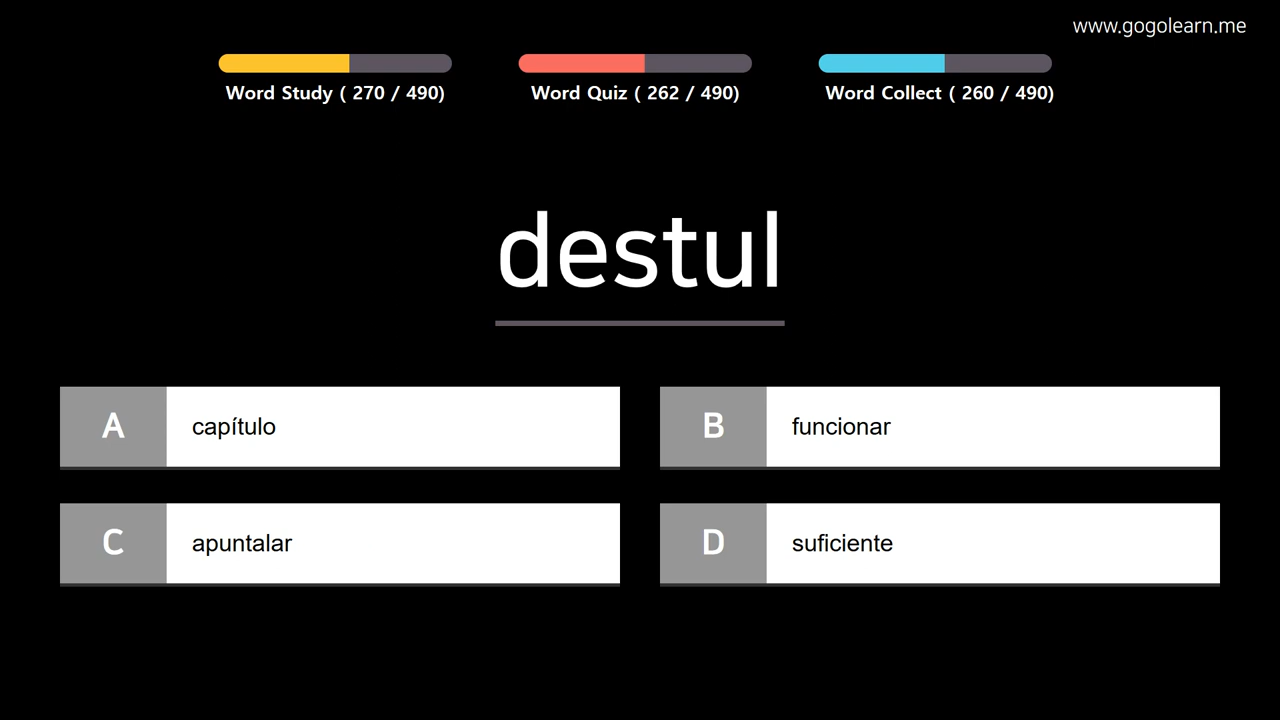 www.gogolearn.me
Word Study ( 270 / 490)
Word Quiz ( 262 / 490)
Word Collect ( 260 / 490)
destul
A capítulo
B funcionar
C apuntalar
D suficiente